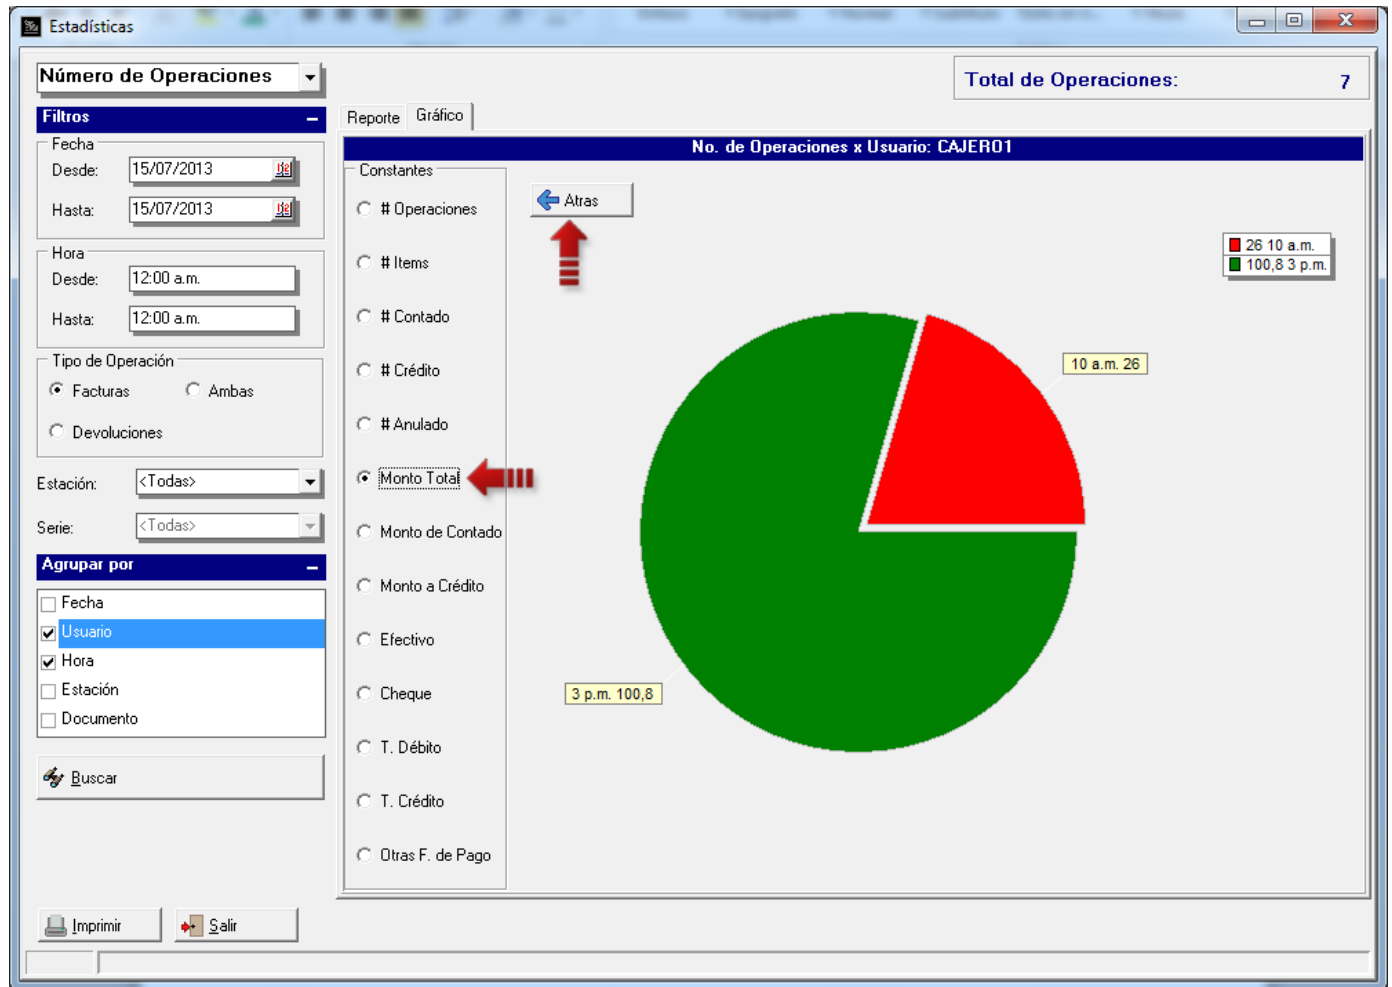 Estadísticas
Número de Operaciones
Total de Operaciones: 7
Filtros
Fecha
Desde: 15/07/2013
Hasta: 15/07/2013
Hora
Desde: 12:00 a.m.
Hasta: 12:00 a.m.
Tipo de Operación
Facturas Ambas
Devoluciones
Estación: <Todas>
Serie: <Todas>
Agrupar por
Fecha
Usuario
Hora
Estación
Documento
Buscar
Reporte Gráfico
No. de Operaciones x Usuario: CAJERO1
Constantes
# Operaciones
# Items
# Contado
# Crédito
# Anulado
Monto Total
Monto de Contado
Monto a Crédito
Efectivo
Cheque
T. Débito
T. Crédito
Otras F. de Pago
Atras
26 10 a.m.
100,8 3 p.m.
10 a.m. 26
3 p.m. 100,8
Imprimir Salir